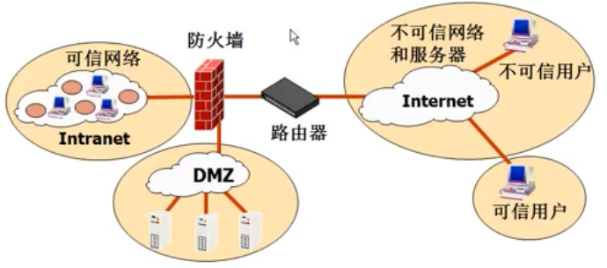 可信网络
Intranet
防火墙
路由器
DMZ
不可信网络
和服务器
不可信用户
Internet
可信用户